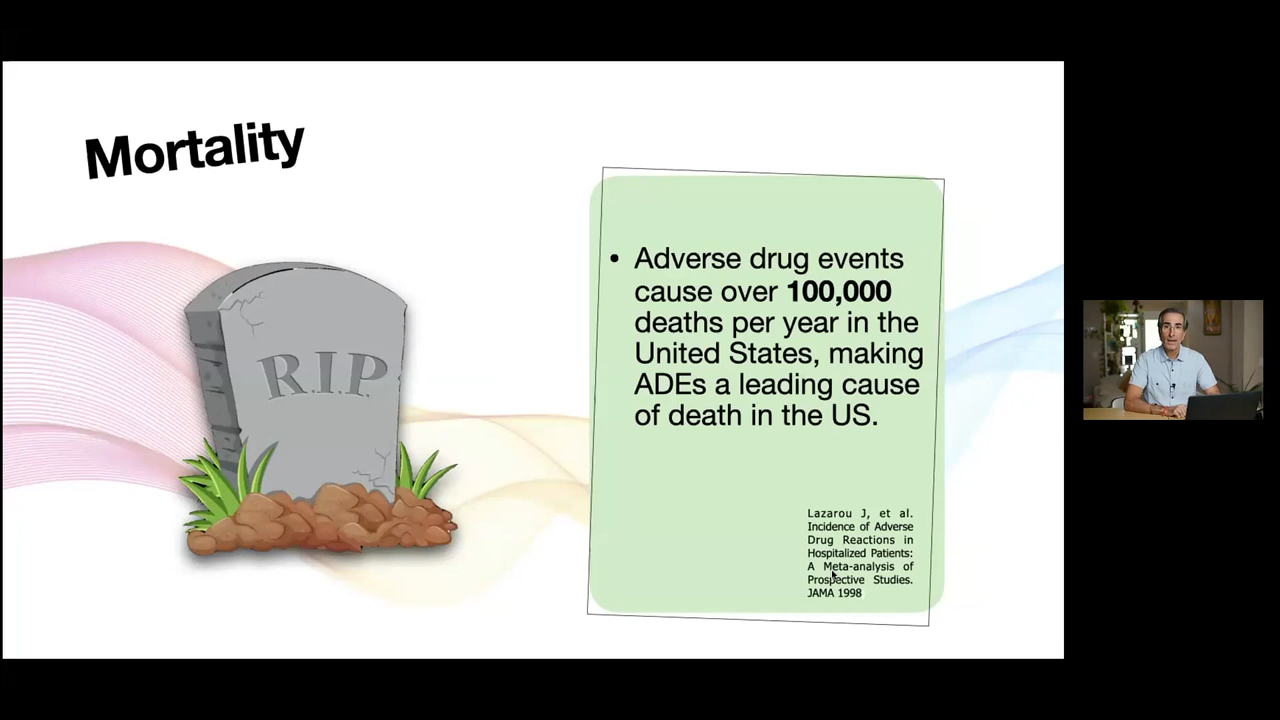 Mortality
R.I.P
• Adverse drug events
cause over 100,000
deaths per year in the
United States, making
ADEs a leading cause
of death in the US.
Lazarou J, et al.
Incidence of Adverse
Drug Reactions in
Hospitalized Patients:
A Meta-analysis of
Prospective Studies.
JAMA 1998